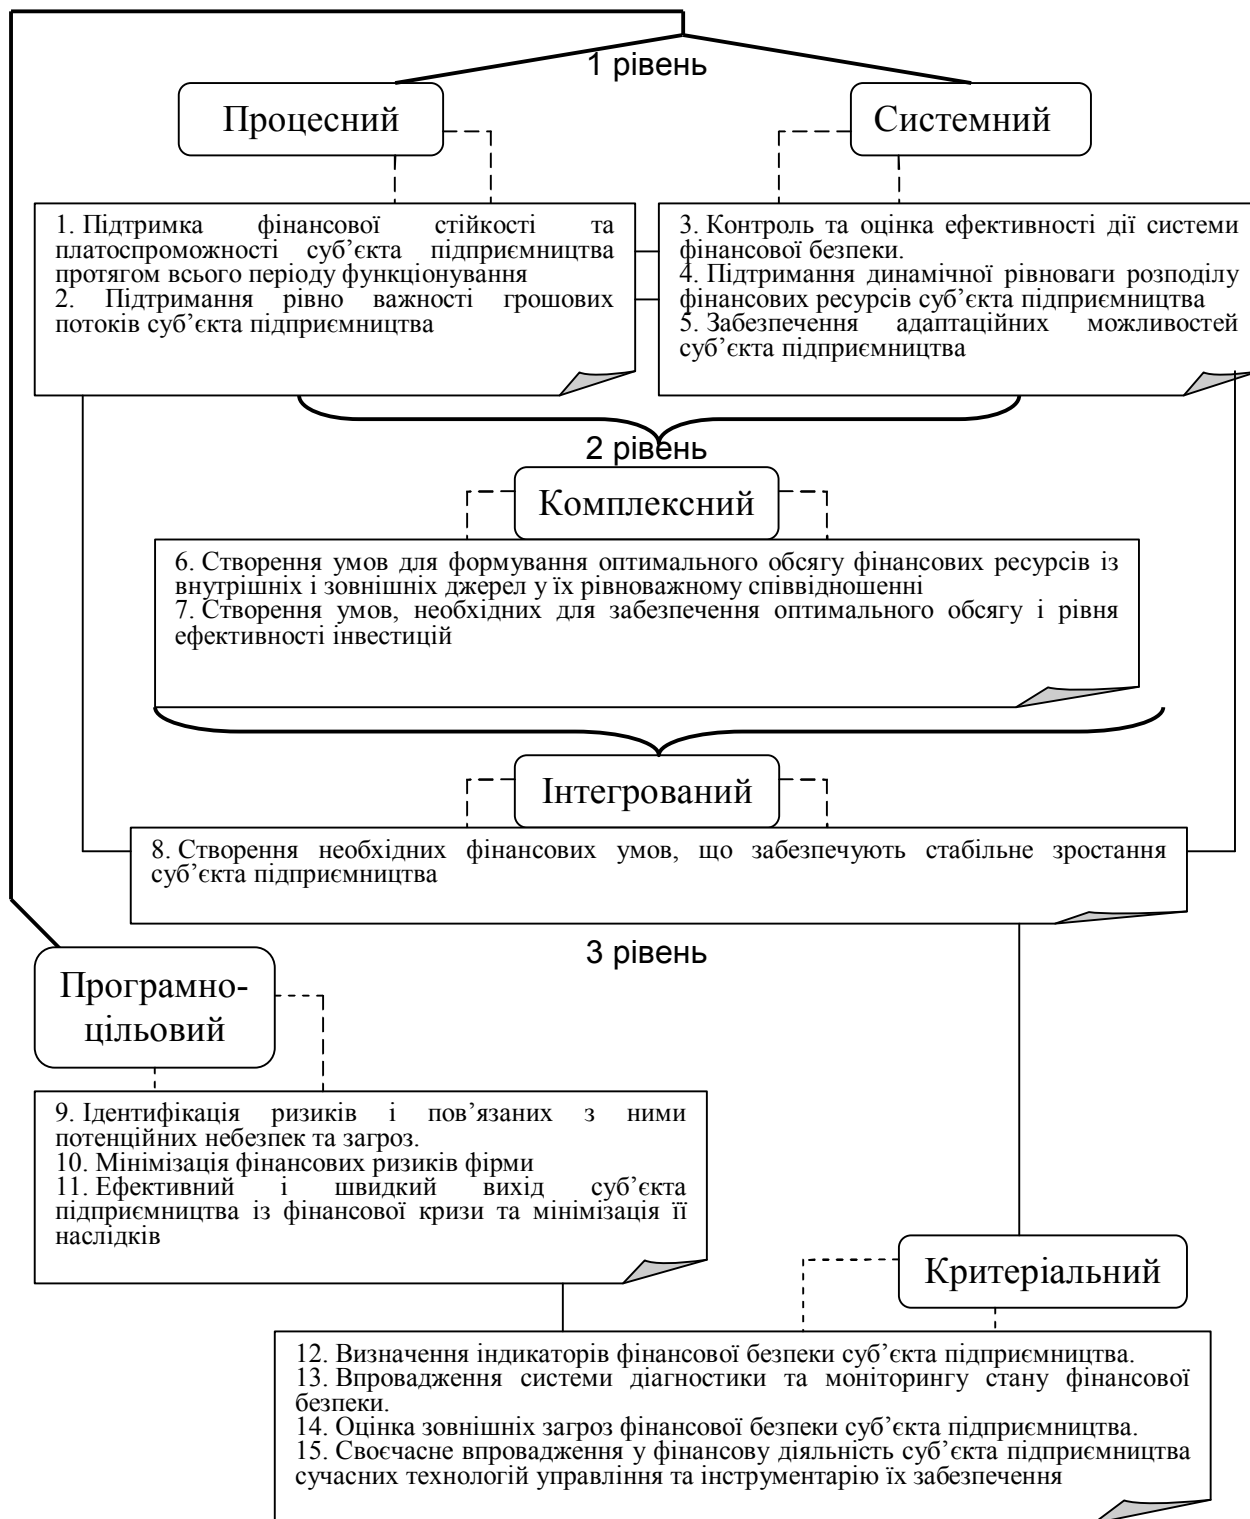 1 рівень
Процесний
Системний
1. Підтримка фінансової стійкості та
платоспроможності суб’єкта підприємництва
протягом всього періоду функціонування
2. Підтримання рівно важності грошових
потоків суб’єкта підприємництва
3. Контроль та оцінка ефективності дії системи
фінансової безпеки.
4. Підтримання динамічної рівноваги розподілу
фінансових ресурсів суб’єкта підприємництва
5. Забезпечення адаптаційних можливостей
суб’єкта підприємництва
2 рівень
Комплексний
6. Створення умов для формування оптимального обсягу фінансових ресурсів із
внутрішніх і зовнішніх джерел у їх рівноважному співвідношенні
7. Створення умов, необхідних для забезпечення оптимального обсягу і рівня
ефективності інвестицій
Інтегрований
8. Створення необхідних фінансових умов, що забезпечують стабільне зростання
суб’єкта підприємництва
3 рівень
Програмно-
цільовий
9. Ідентифікація ризиків і пов’язаних з ними
потенційних небезпек та загроз.
10. Мінімізація фінансових ризиків фірми
11. Ефективний і швидкий вихід суб’єкта
підприємництва із фінансової кризи та мінімізація її
наслідків
Критеріальний
12. Визначення індикаторів фінансової безпеки суб’єкта підприємництва.
13. Впровадження системи діагностики та моніторингу стану фінансової
безпеки.
14. Оцінка зовнішніх загроз фінансової безпеки суб’єкта підприємництва.
15. Своєчасне впровадження у фінансову діяльність суб’єкта підприємництва
сучасних технологій управління та інструментарію їх забезпечення